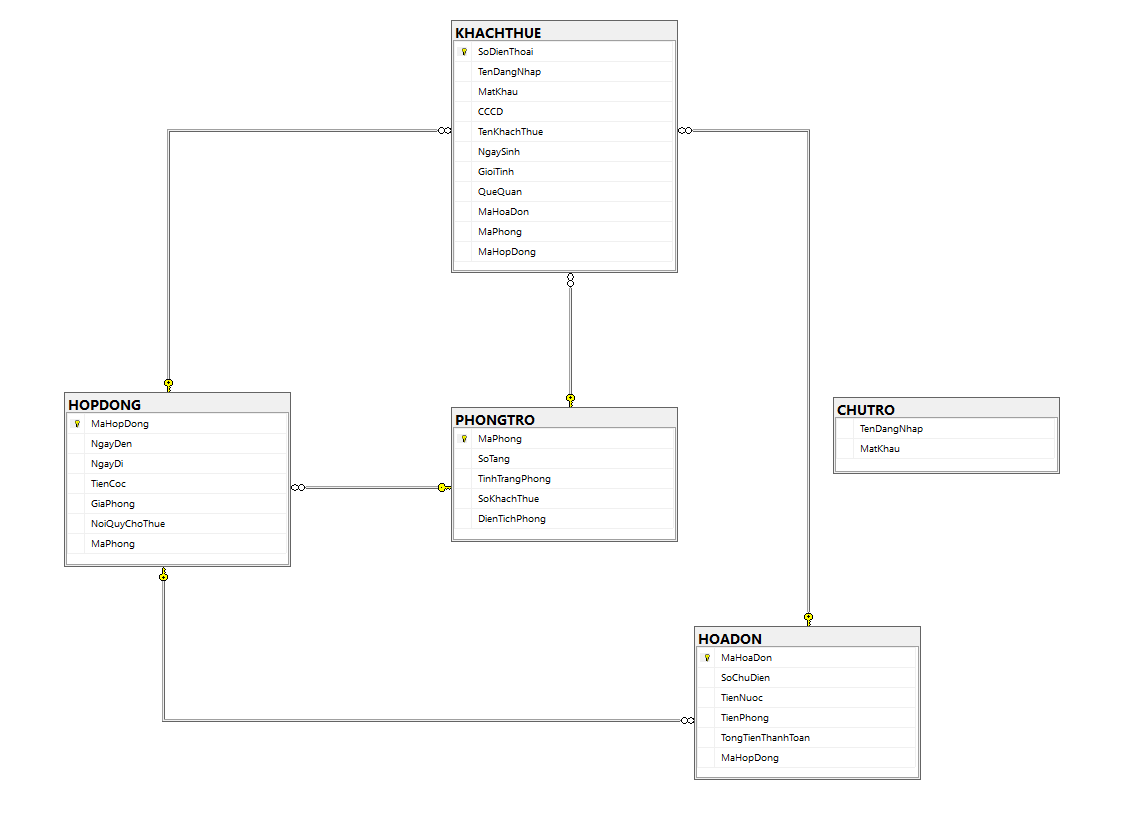 KHACHTHUE
SoDienThoai
TenDangNhap
MatKhau
CCCD
TenKhachThue
NgaySinh
GioiTinh
QueQuan
MaHoaDon
MaPhong
MaHopDong
HOPDONG
MaHopDong
NgayDen
NgayDi
TienCoc
GiaPhong
NoiQuyChoThue
MaPhong
PHONGTRO
MaPhong
SoTang
TinhTrangPhong
SoKhachThue
DienTichPhong
CHUTRO
TenDangNhap
MatKhau
HOADON
MaHoaDon
SoChuDien
TienNuoc
TienPhong
TongTienThanhToan
MaHopDong